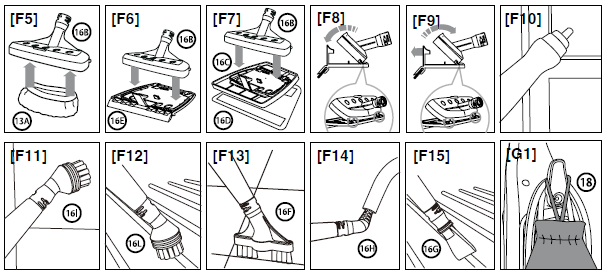 [F5]
16B
13A
[F6]
16B
16E
[F7]
16B
16C
16D
[F8]
[F9]
[F10]
[F11]
16I
[F12]
16L
[F13]
16F
[F14]
16H
[F15]
16G
[G1]
18